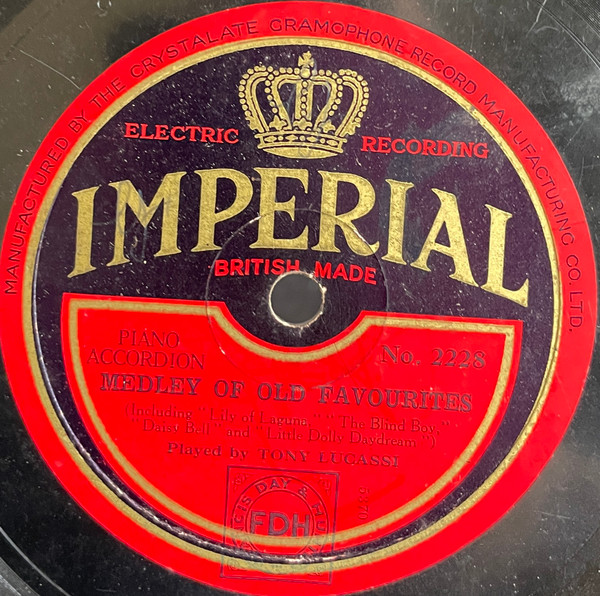 MANUFACTURED BY THE CRYSTALATE GRAMOPHONE RECORD MANUFACTURING CO. LTD.
ELECTRIC RECORDING
IMPERIAL
BRITISH MADE
PIANO
ACCORDION
No. 2228
MEDLEY OF OLD FAVOURITES
(Including "Lily of Laguna," "The Blind Boy,"
"Daisy Bell" and "Little Dolly Daydream")
Played by TONY LUCASSI
DAY &
FDH